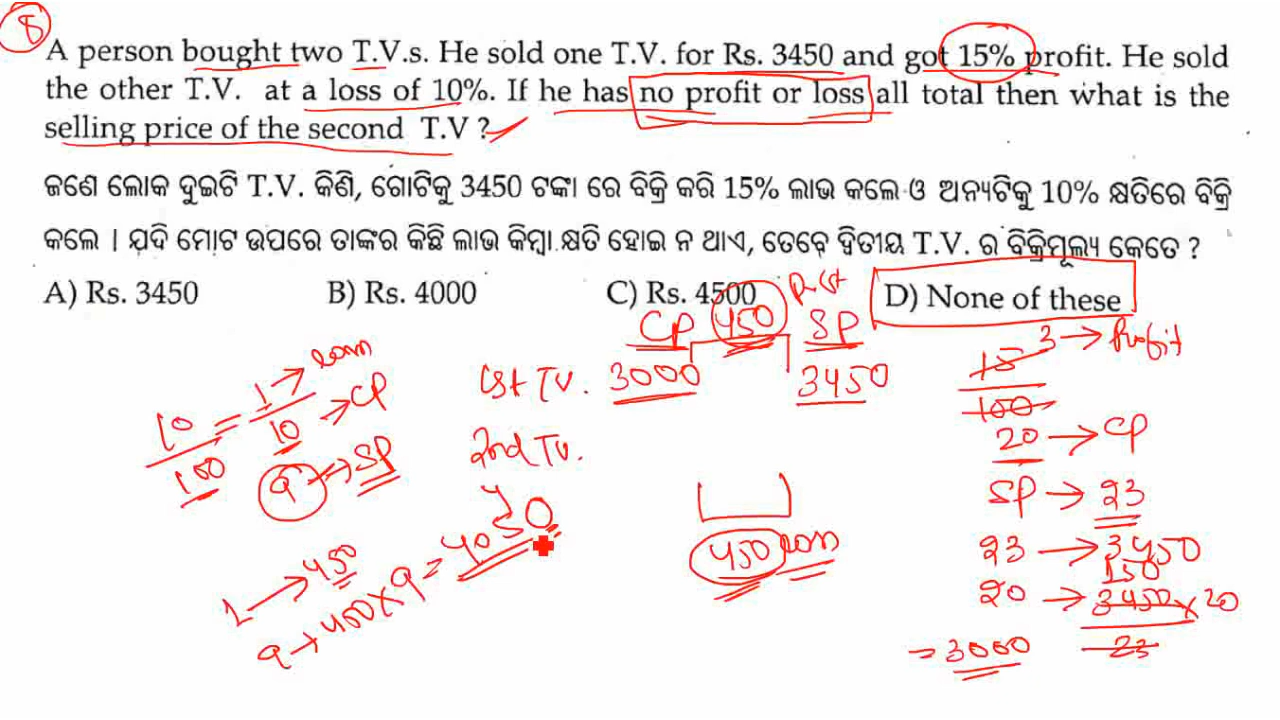 8
A person bought two T.V.s. He sold one T.V. for Rs. 3450 and got 15% profit. He sold
the other T.V. at a loss of 10%. If he has no profit or loss all total then what is the
selling price of the second T.V ?
ଜଣେ ଲୋକ ଦୁଇଟି T.V. କିଣି, ଗୋଟିକୁ 3450 ଟଙ୍କା ରେ ବିକ୍ରି କରି 15% ଲାଭ କଲେ ଓ ଅନ୍ୟଟିକୁ 10% କ୍ଷତିରେ ବିକ୍ରି
କଲେ । ଯଦି ମୋଟ ଉପରେ ତାଙ୍କର କିଛି ଲାଭ କିମ୍ବା କ୍ଷତି ହୋଇ ନ ଥାଏ, ତେବେ ଦ୍ୱିତୀୟ T.V. ର ବିକ୍ରିମୂଲ୍ୟ କେତେ ?
A) Rs. 3450 B) Rs. 4000 C) Rs. 4500 D) None of these
CP 450 SP
1st TV. 3000 3450
2nd TV.
450 loss
10/100 = 1/10 → CP
9 → SP
1 → 450
9 → 450 × 9 = 4050
15/100 3 → Profit
20 → CP
SP → 23
23 → 3450
150
20 → 3450 × 20
23
= 3000